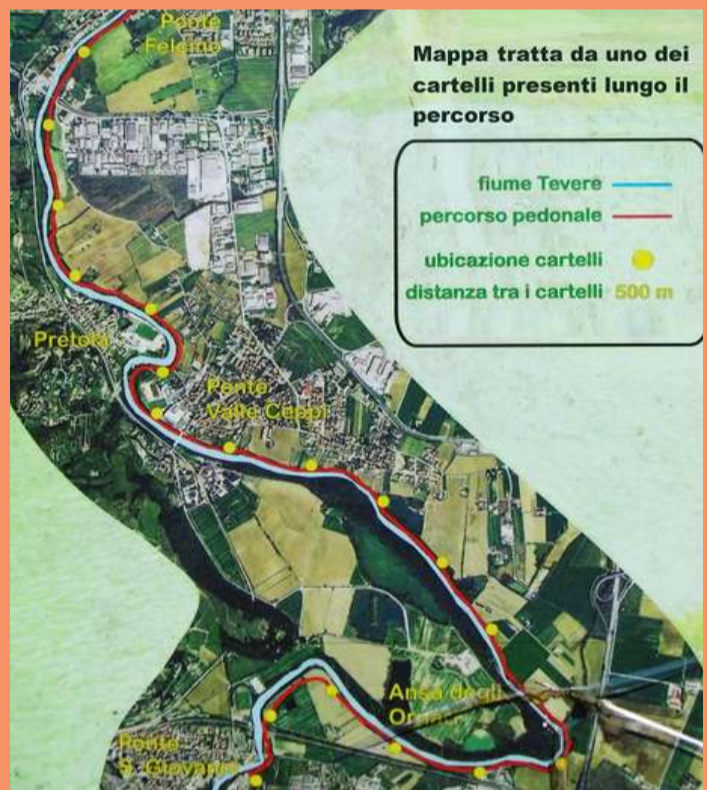 Ponte
Felcino
Mappa tratta da uno dei
cartelli presenti lungo il
percorso
fiume Tevere
percorso pedonale
ubicazione cartelli
distanza tra i cartelli 500 m
Pretola
Ponte
Valle Ceppi
Ansa degli
Ornari
Ponte
S. Giovanni